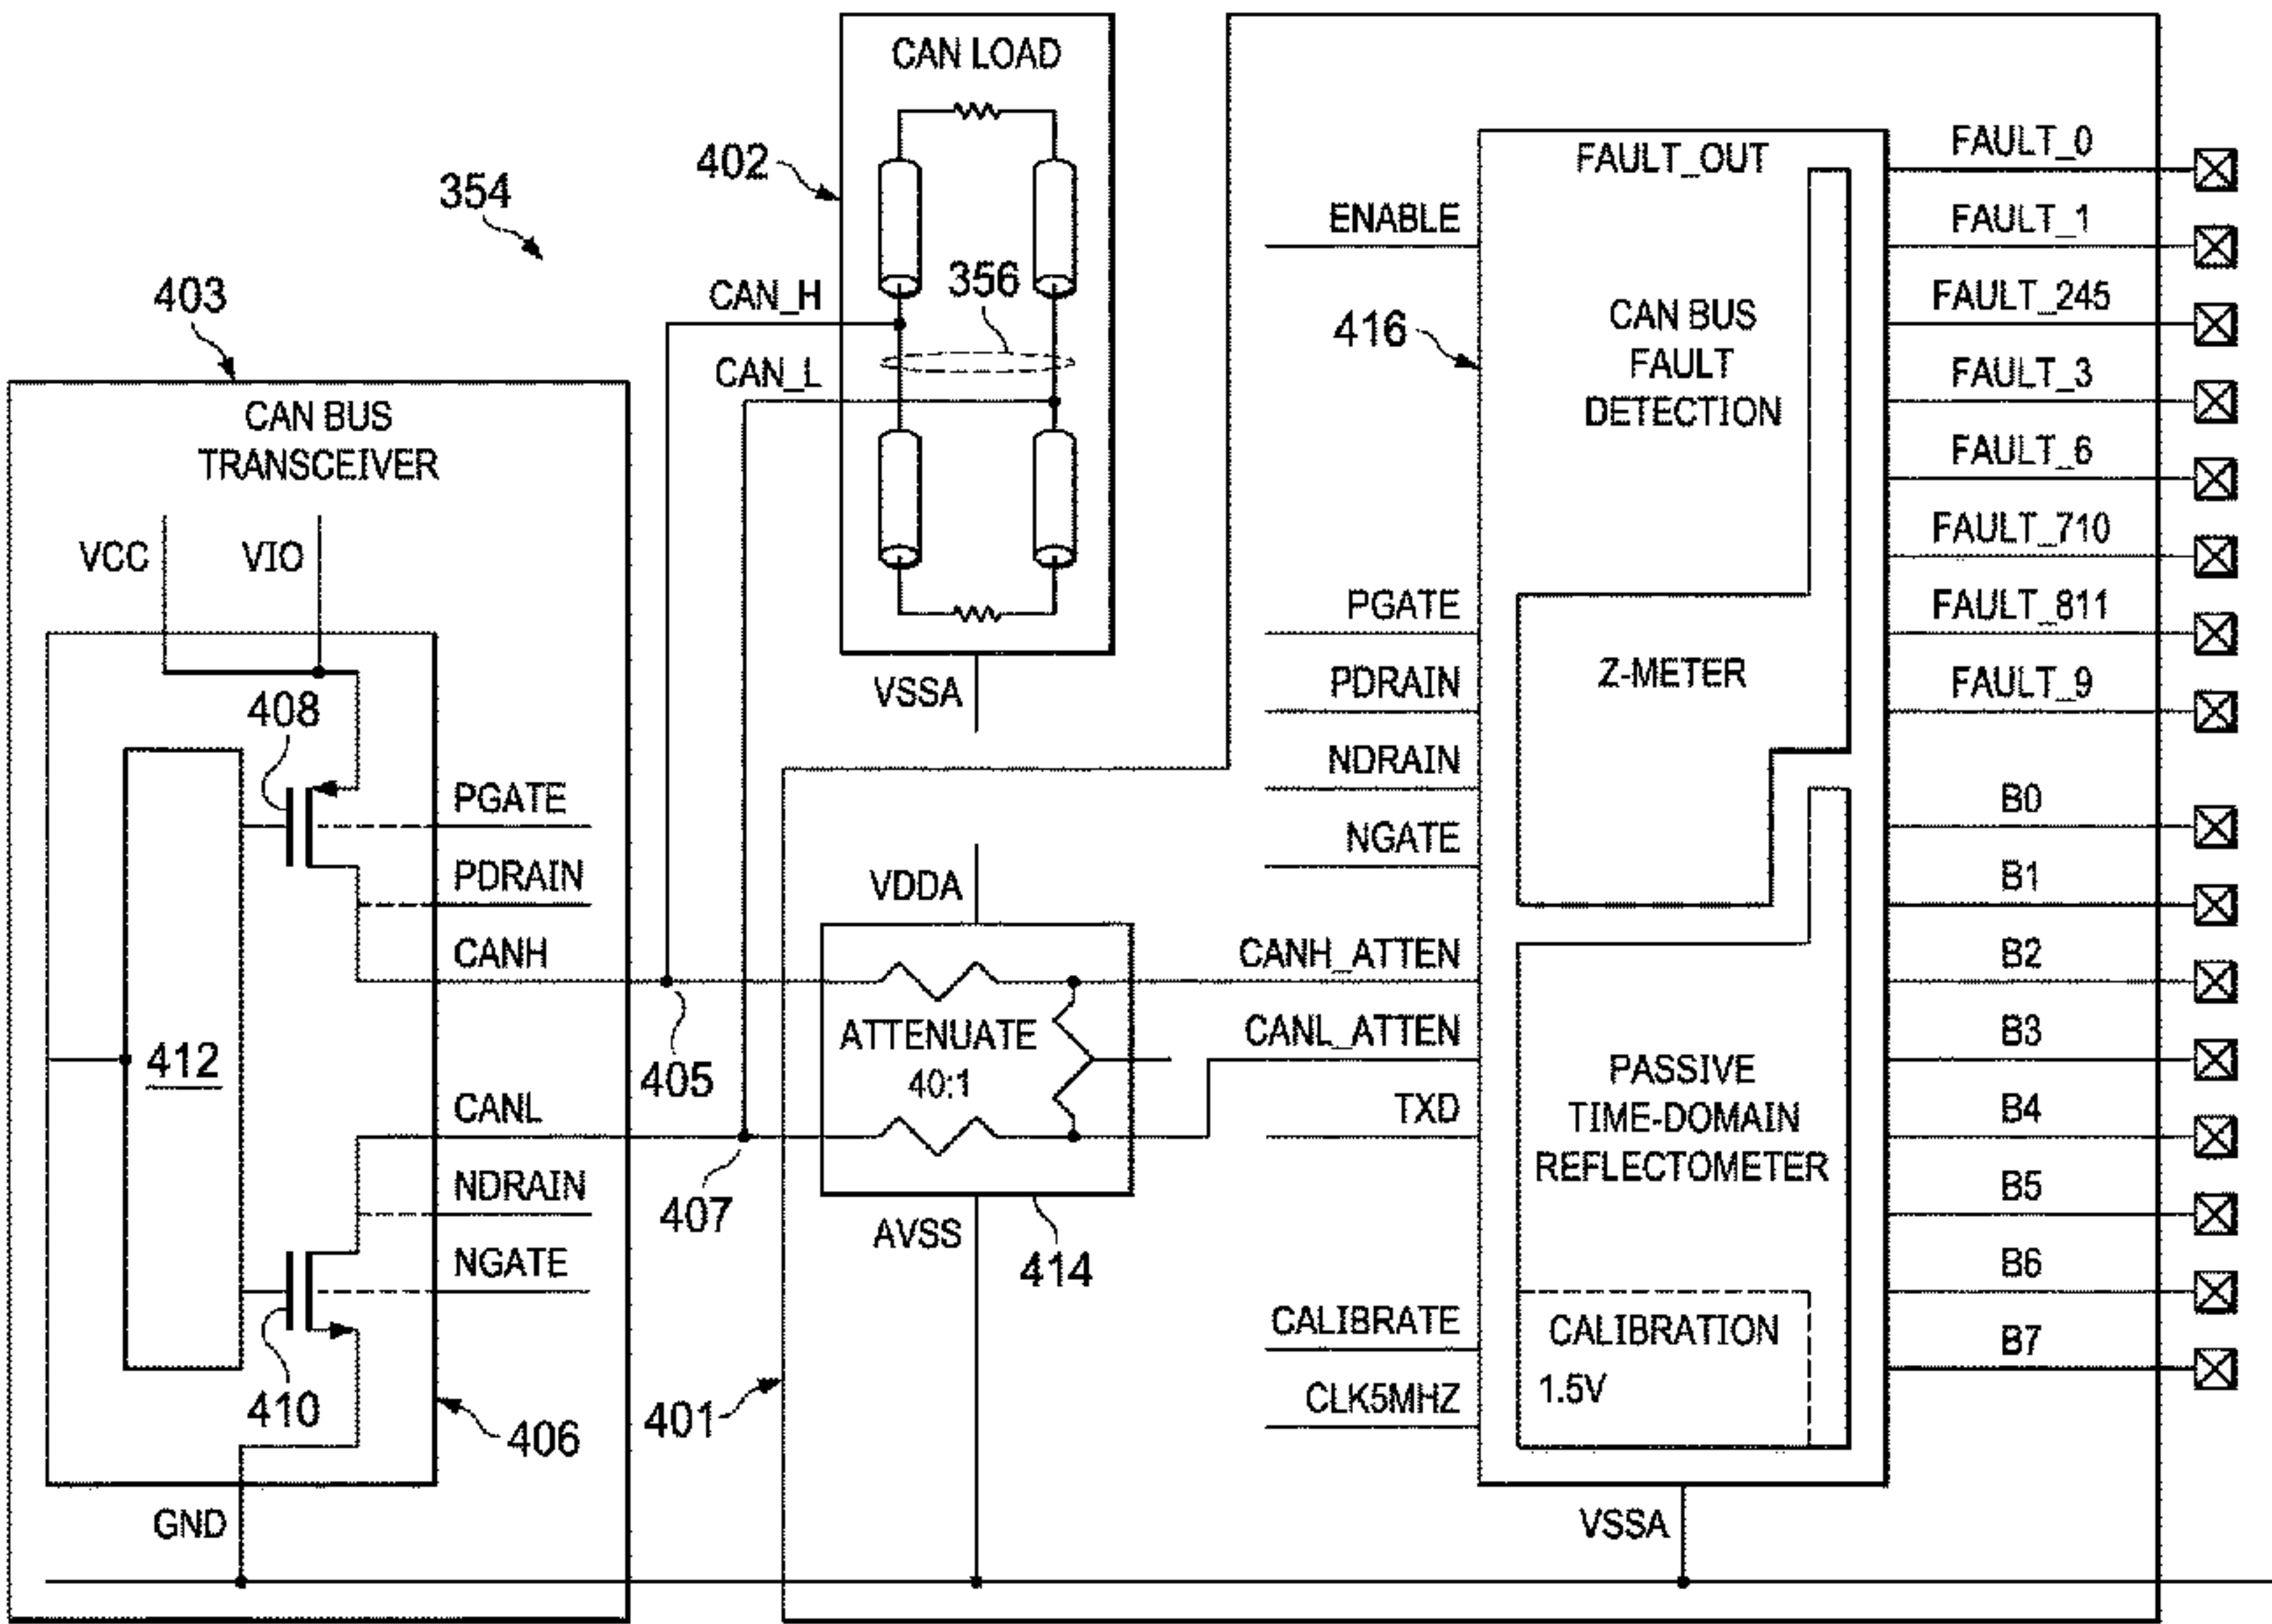 354
403
CAN BUS
TRANSCEIVER
VCC
VIO
408
412
410
406
PGATE
PDRAIN
CANH
CANL
NDRAIN
NGATE
GND
402
CAN LOAD
CAN_H
356
CAN_L
VSSA
405
407
401
VDDA
ATTENUATE
40:1
AVSS
414
416
ENABLE
PGATE
PDRAIN
NDRAIN
NGATE
CANH_ATTEN
CANL_ATTEN
TXD
CALIBRATE
CLK5MHZ
FAULT_OUT
CAN BUS
FAULT
DETECTION
Z-METER
PASSIVE
TIME-DOMAIN
REFLECTOMETER
CALIBRATION
1.5V
VSSA
FAULT_0
FAULT_1
FAULT_245
FAULT_3
FAULT_6
FAULT_710
FAULT_811
FAULT_9
B0
B1
B2
B3
B4
B5
B6
B7